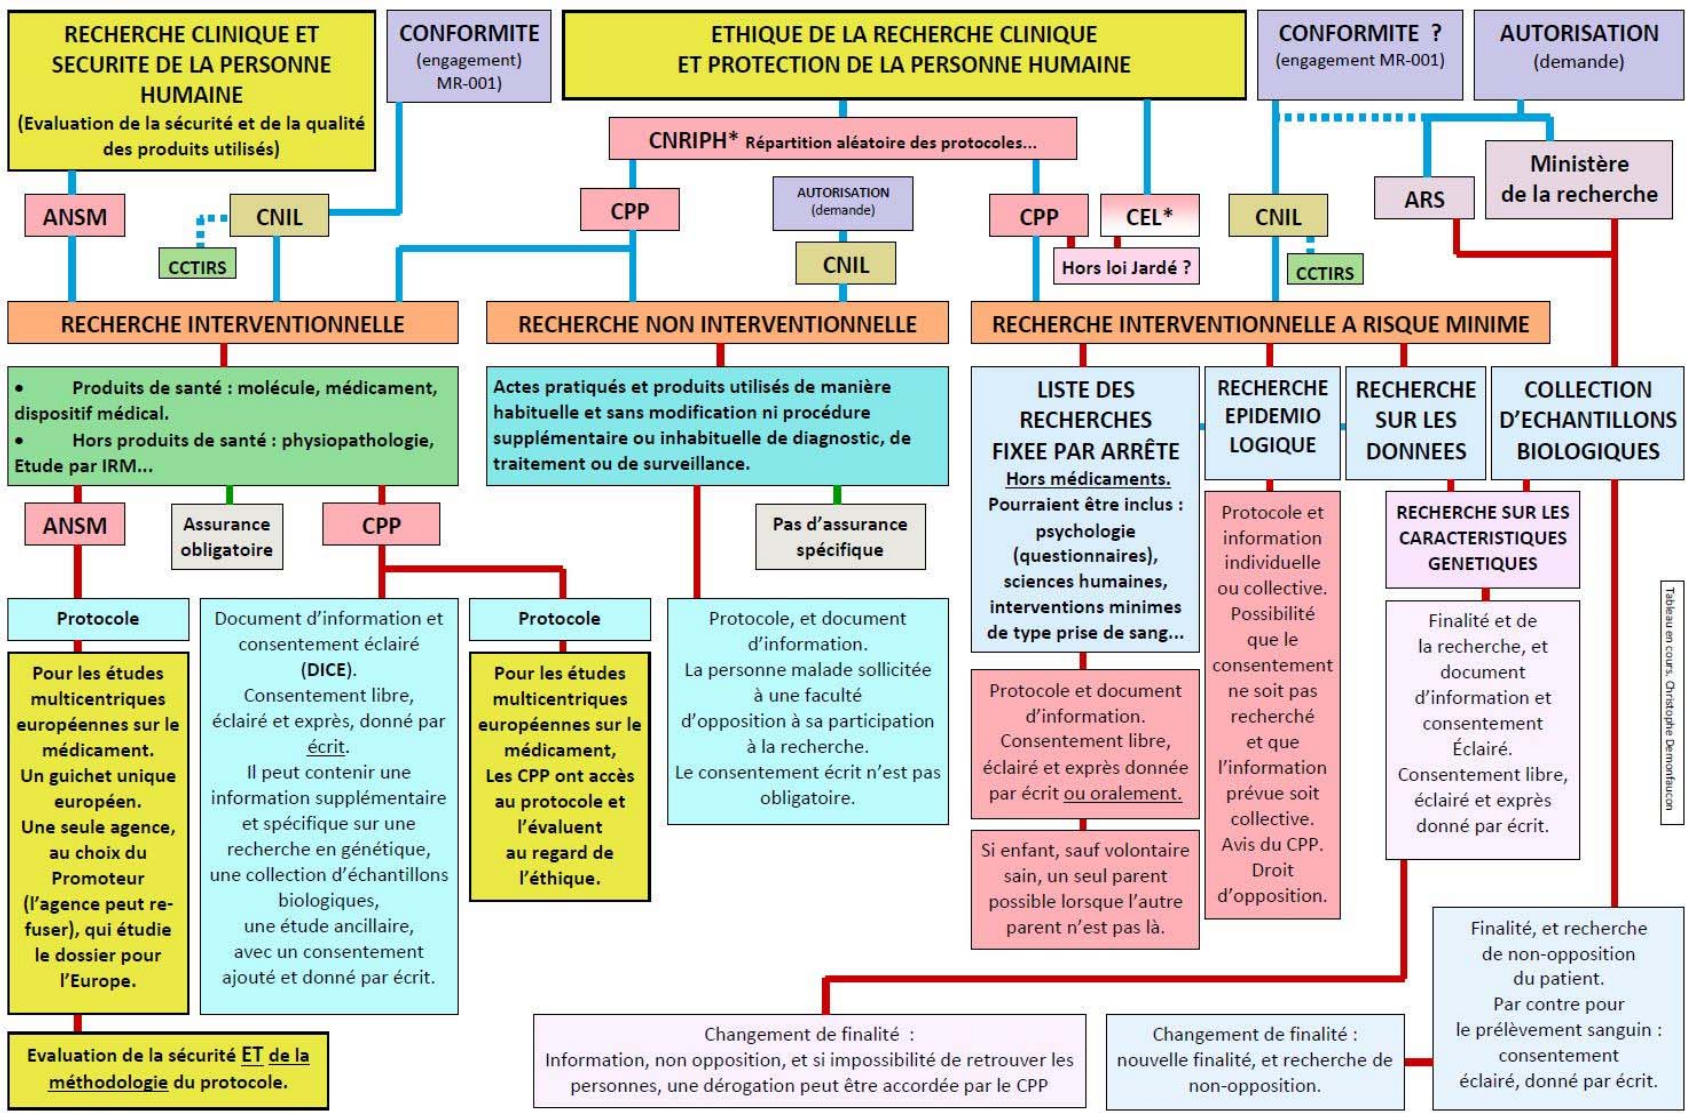 RECHERCHE CLINIQUE ET
SECURITE DE LA PERSONNE
HUMAINE
(Evaluation de la sécurité et de la qualité
des produits utilisés)
CONFORMITE
(engagement)
MR-001)
ETHIQUE DE LA RECHERCHE CLINIQUE
ET PROTECTION DE LA PERSONNE HUMAINE
CONFORMITE ?
(engagement MR-001)
AUTORISATION
(demande)
CNRIPH* Répartition aléatoire des protocoles...
Ministère
de la recherche
ANSM
CNIL
CCTIRS
CPP
AUTORISATION
(demande)
CNIL
CPP
CEL*
Hors loi Jardé ?
CNIL
CCTIRS
ARS
RECHERCHE INTERVENTIONNELLE
RECHERCHE NON INTERVENTIONNELLE
RECHERCHE INTERVENTIONNELLE A RISQUE MINIME
• Produits de santé : molécule, médicament,
dispositif médical.
• Hors produits de santé : physiopathologie,
Etude par IRM...
Actes pratiqués et produits utilisés de manière
habituelle et sans modification ni procédure
supplémentaire ou inhabituelle de diagnostic, de
traitement ou de surveillance.
LISTE DES
RECHERCHES
FIXEE PAR ARRÊTE
Hors médicaments.
Pourraient être inclus :
psychologie
(questionnaires),
sciences humaines,
interventions minimes
de type prise de sang...
RECHERCHE
EPIDEMIO
LOGIQUE
RECHERCHE
SUR LES
DONNEES
COLLECTION
D'ECHANTILLONS
BIOLOGIQUES
ANSM
Assurance
obligatoire
CPP
Pas d'assurance
spécifique
RECHERCHE SUR LES
CARACTERISTIQUES
GENETIQUES
Protocole
Pour les études
multicentriques
européennes sur le
médicament.
Un guichet unique
européen.
Une seule agence,
au choix du
Promoteur
(l'agence peut re-
fuser), qui étudie
le dossier pour
l'Europe.
Evaluation de la sécurité ET de la
méthodologie du protocole.
Document d'information et
consentement éclairé
(DICE).
Consentement libre,
éclairé et exprès, donné par
écrit.
Il peut contenir une
information supplémentaire
et spécifique sur une
recherche en génétique,
une collection d'échantillons
biologiques,
une étude ancillaire,
avec un consentement
ajouté et donné par écrit.
Protocole
Pour les études
multicentriques
européennes sur le
médicament,
Les CPP ont accès
au protocole et
l'évaluent
au regard de
l'éthique.
Protocole, et document
d'information.
La personne malade sollicitée
à une faculté
d'opposition à sa participation
à la recherche.
Le consentement écrit n'est pas
obligatoire.
Protocole et document
d'information.
Consentement libre,
éclairé et exprès donnée
par écrit ou oralement.
Si enfant, sauf volontaire
sain, un seul parent
possible lorsque l'autre
parent n'est pas là.
Protocole et
information
individuelle
ou collective.
Possibilité
que le
consentement
ne soit pas
recherché
et que
l'information
prévue soit
collective.
Avis du CPP.
Droit
d'opposition.
Finalité et de
la recherche, et
document
d'information et
consentement
Éclairé.
Consentement libre,
éclairé et exprès
donné par écrit.
Tableau en cours. Christophe Demonfaucon
Finalité, et recherche
de non-opposition
du patient.
Par contre pour
le prélèvement sanguin :
consentement
éclairé, donné par écrit.
Changement de finalité :
Information, non opposition, et si impossibilité de retrouver les
personnes, une dérogation peut être accordée par le CPP
Changement de finalité :
nouvelle finalité, et recherche de
non-opposition.